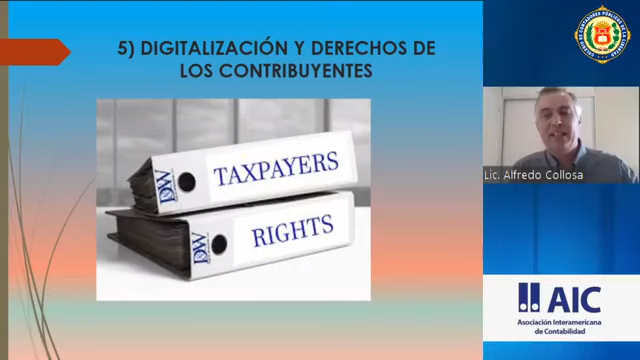 5) DIGITALIZACIÓN Y DERECHOS DE
LOS CONTRIBUYENTES
TAXPAYERS
RIGHTS
Lic. Alfredo Collosa
AIC
Asociación Interamericana
de Contabilidad